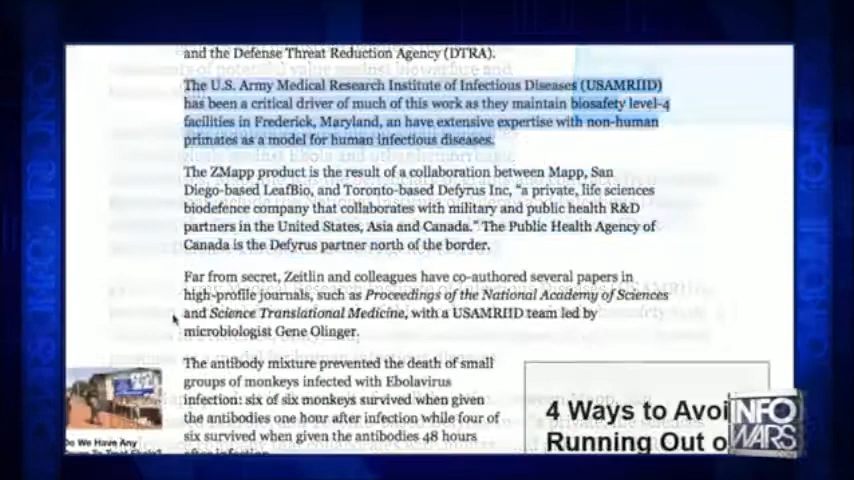 and the Defense Threat Reduction Agency (DTRA).
The U.S. Army Medical Research Institute of Infectious Diseases (USAMRIID)
has been a critical driver of much of this work as they maintain biosafety level-4
facilities in Frederick, Maryland, an have extensive expertise with non-human
primates as a model for human infectious diseases.
The ZMapp product is the result of a collaboration between Mapp, San
Diego-based LeafBio, and Toronto-based Defyrus Inc, "a private, life sciences
biodefence company that collaborates with military and public health R&D
partners in the United States, Asia and Canada." The Public Health Agency of
Canada is the Defyrus partner north of the border.
Far from secret, Zeitlin and colleagues have co-authored several papers in
high-profile journals, such as Proceedings of the National Academy of Sciences
and Science Translational Medicine, with a USAMRIID team led by
microbiologist Gene Olinger.
The antibody mixture prevented the death of small
groups of monkeys infected with Ebolavirus
infection: six of six monkeys survived when given
the antibodies one hour after infection while four of
six survived when given the antibodies 48 hours
after infection.
Do We Have Any
4 Ways to Avoi
Running Out o
INFO
WARS